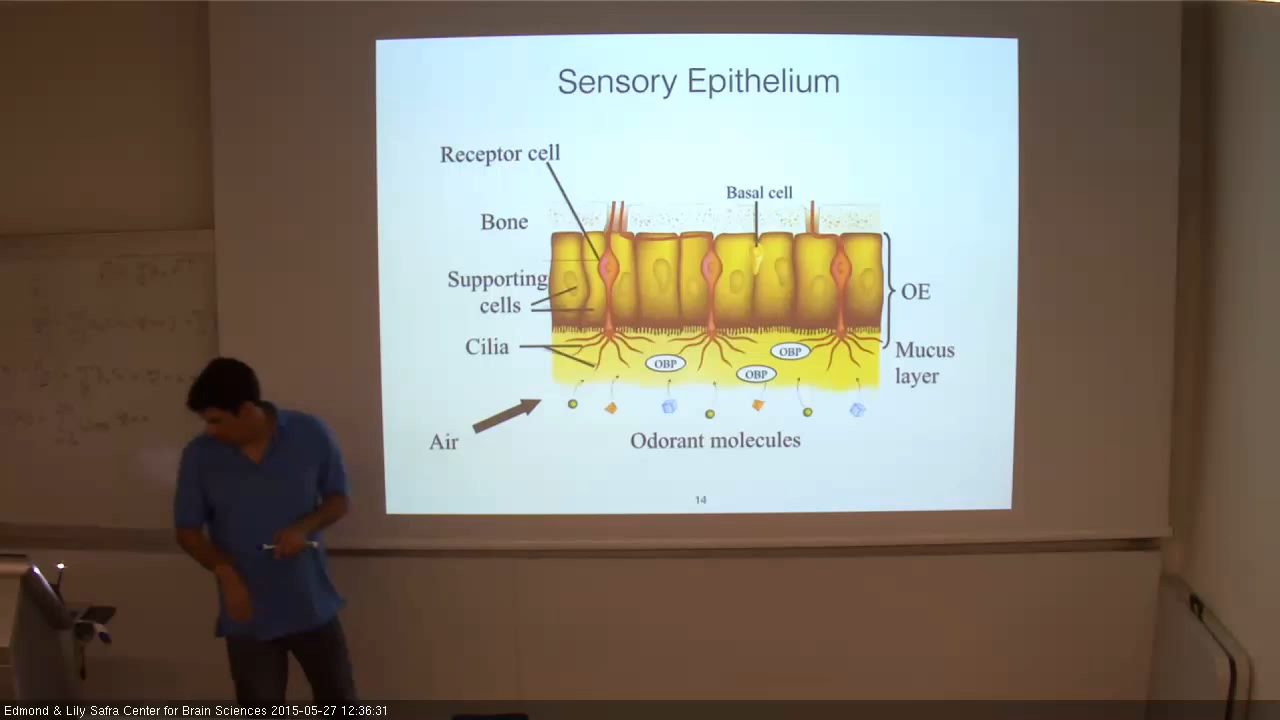 Sensory Epithelium
Receptor cell
Basal cell
Bone
Supporting
cells
OE
Cilia
OBP
OBP
OBP
Mucus
layer
Air
Odorant molecules
14
Edmond & Lily Safra Center for Brain Sciences 2015-05-27 12:36:31